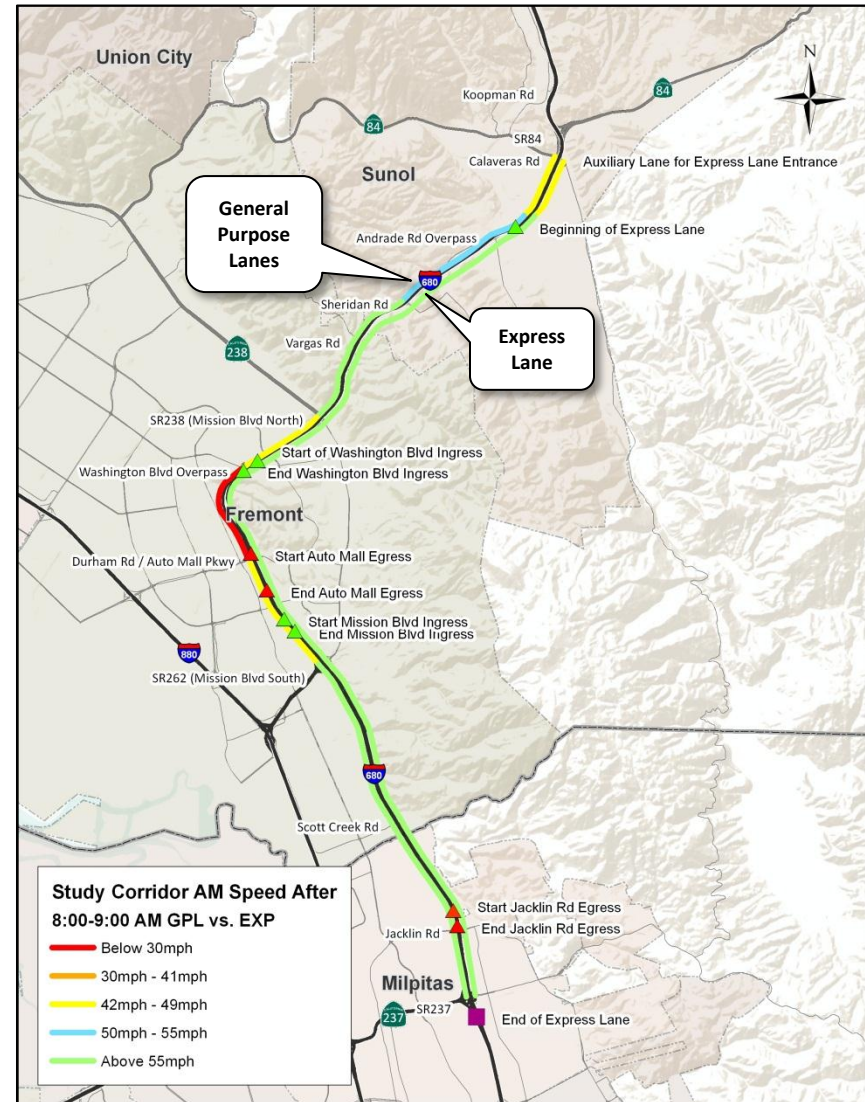 Union City
Koopman Rd
84
84
N
SR84
Calaveras Rd
Auxiliary Lane for Express Lane Entrance
Sunol
General
Purpose
Lanes
Andrade Rd Overpass
Beginning of Express Lane
680
Sheridan Rd
Express
Lane
Vargas Rd
238
SR238 (Mission Blvd North)
Start of Washington Blvd Ingress
Washington Blvd Overpass
End Washington Blvd Ingress
Fremont
Durham Rd / Auto Mall Pkwy
Start Auto Mall Egress
End Auto Mall Egress
Start Mission Blvd Ingress
End Mission Blvd Ingress
880
SR262 (Mission Blvd South)
680
Scott Creek Rd
Study Corridor AM Speed After
8:00-9:00 AM GPL vs. EXP
Below 30mph
30mph - 41mph
42mph - 49mph
50mph - 55mph
Above 55mph
Start Jacklin Rd Egress
Jacklin Rd
End Jacklin Rd Egress
Milpitas
237
SR237
End of Express Lane